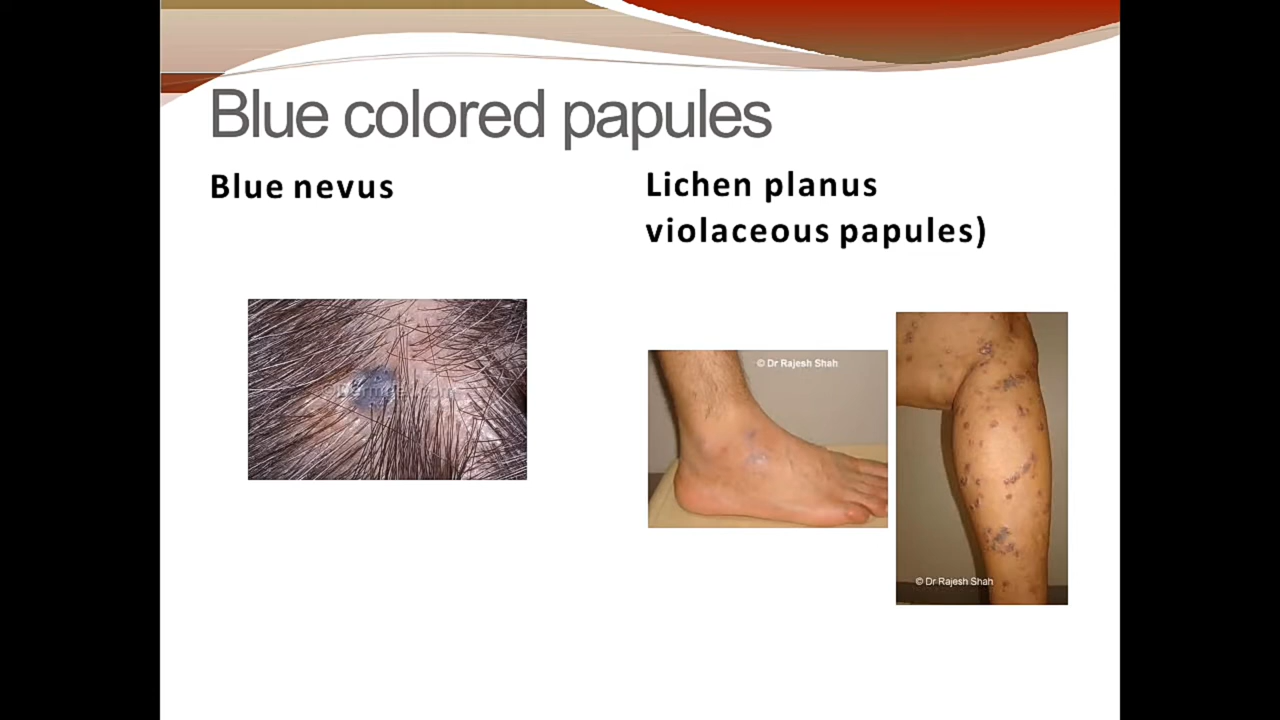 Blue colored papules
Blue nevus
Lichen planus
violaceous papules)
© Dr Rajesh Shah
© Dr Rajesh Shah